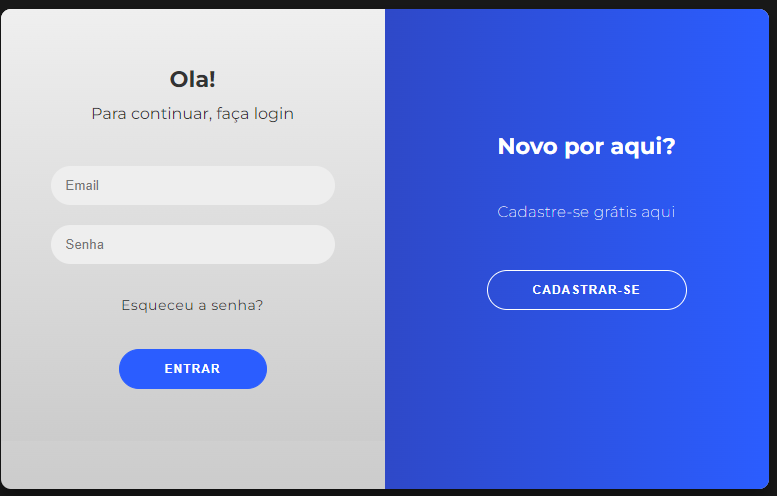 Ola!
Para continuar, faça login
Email
Senha
Esqueceu a senha?
ENTRAR
Novo por aqui?
Cadastre-se grátis aqui
CADASTRAR-SE